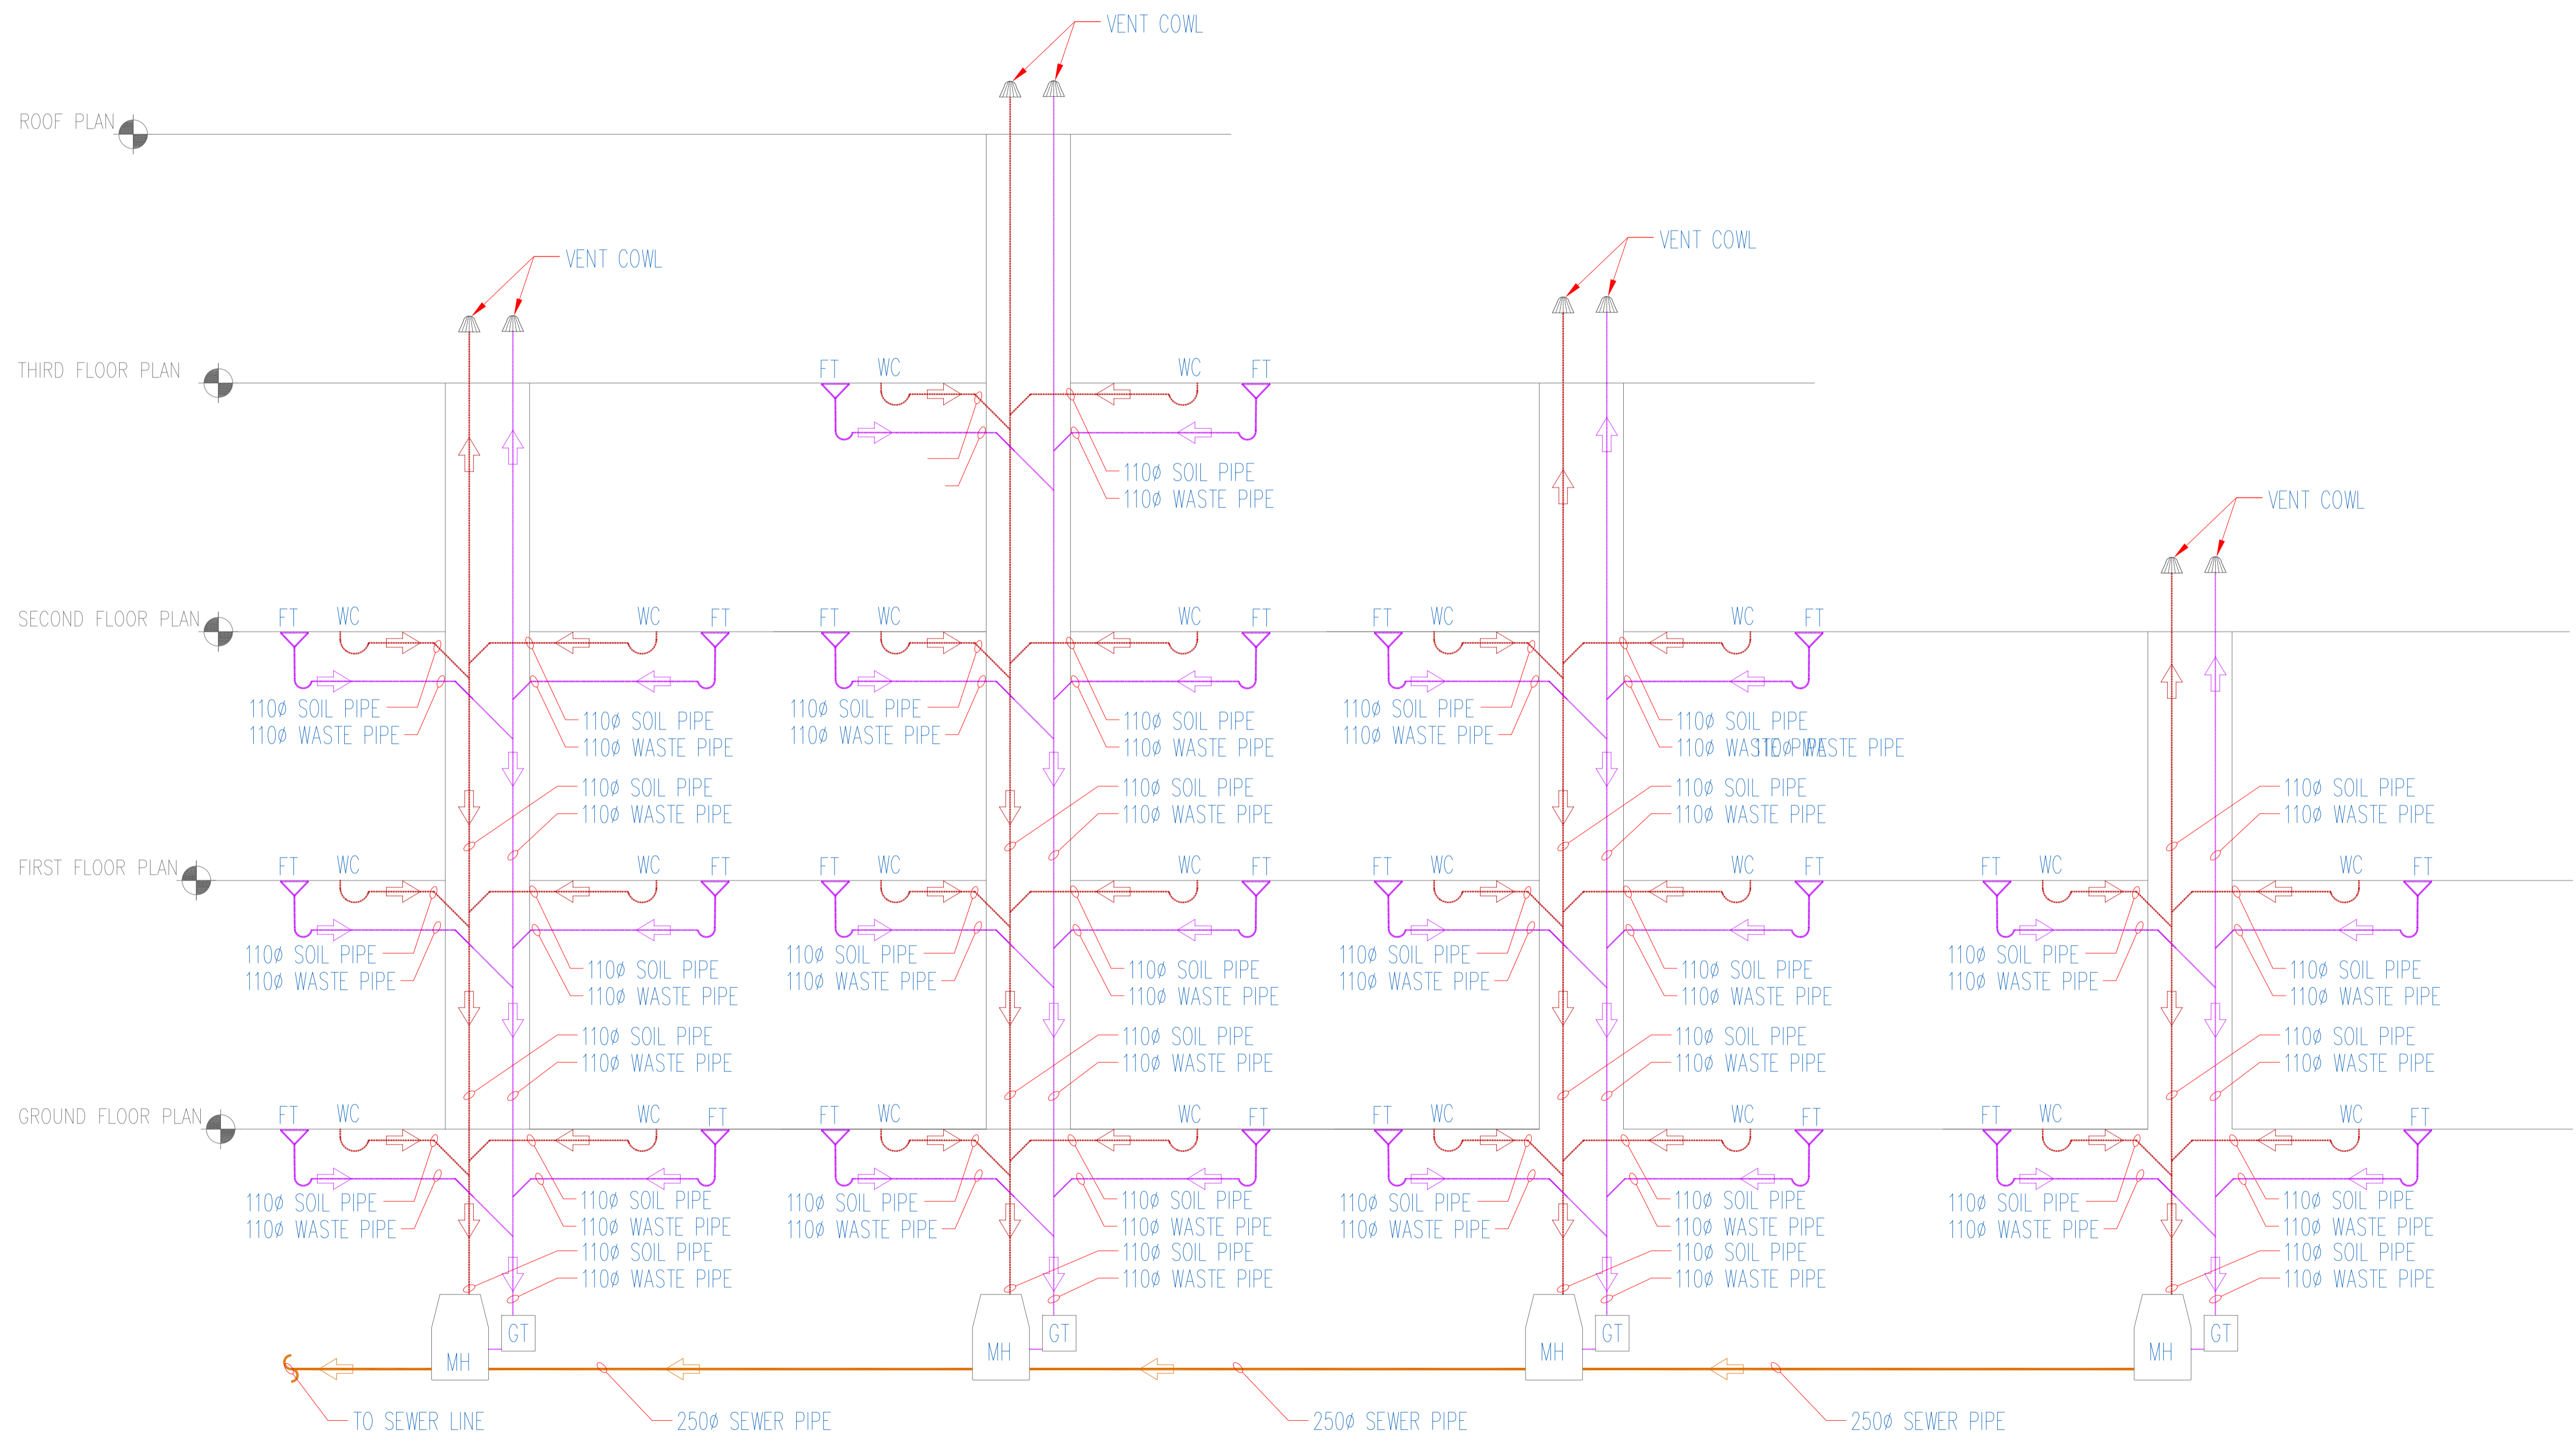 VENT COWL
ROOF PLAN
VENT COWL
VENT COWL
THIRD FLOOR PLAN
FT WC WC FT
110ø SOIL PIPE
110ø WASTE PIPE
VENT COWL
SECOND FLOOR PLAN
FT WC WC FT FT WC WC FT FT WC WC FT
110ø SOIL PIPE 110ø SOIL PIPE 110ø SOIL PIPE
110ø WASTE PIPE 110ø WASTE PIPE 110ø WASTE PIPE
110ø SOIL PIPE 110ø SOIL PIPE 110ø SOIL PIPE
110ø WASTE PIPE 110ø WASTE PIPE 110ø WASTE PIPE 110ø WASTE PIPE
110ø SOIL PIPE 110ø SOIL PIPE 110ø SOIL PIPE 110ø SOIL PIPE
110ø WASTE PIPE 110ø WASTE PIPE 110ø WASTE PIPE 110ø WASTE PIPE
FIRST FLOOR PLAN
FT WC WC FT FT WC WC FT FT WC WC FT FT WC WC FT
110ø SOIL PIPE 110ø SOIL PIPE 110ø SOIL PIPE 110ø SOIL PIPE
110ø WASTE PIPE 110ø WASTE PIPE 110ø WASTE PIPE 110ø WASTE PIPE
110ø SOIL PIPE 110ø SOIL PIPE 110ø SOIL PIPE 110ø SOIL PIPE
110ø WASTE PIPE 110ø WASTE PIPE 110ø WASTE PIPE 110ø WASTE PIPE
110ø SOIL PIPE 110ø SOIL PIPE 110ø SOIL PIPE 110ø SOIL PIPE
110ø WASTE PIPE 110ø WASTE PIPE 110ø WASTE PIPE 110ø WASTE PIPE
GROUND FLOOR PLAN
FT WC WC FT FT WC WC FT FT WC WC FT FT WC WC FT
110ø SOIL PIPE 110ø SOIL PIPE 110ø SOIL PIPE 110ø SOIL PIPE 110ø SOIL PIPE 110ø SOIL PIPE 110ø SOIL PIPE 110ø SOIL PIPE
110ø WASTE PIPE 110ø WASTE PIPE 110ø WASTE PIPE 110ø WASTE PIPE 110ø WASTE PIPE 110ø WASTE PIPE 110ø WASTE PIPE 110ø WASTE PIPE
110ø SOIL PIPE 110ø SOIL PIPE 110ø SOIL PIPE 110ø SOIL PIPE
110ø WASTE PIPE 110ø WASTE PIPE 110ø WASTE PIPE 110ø WASTE PIPE
GT GT GT GT
MH MH MH MH
TO SEWER LINE 250ø SEWER PIPE 250ø SEWER PIPE 250ø SEWER PIPE